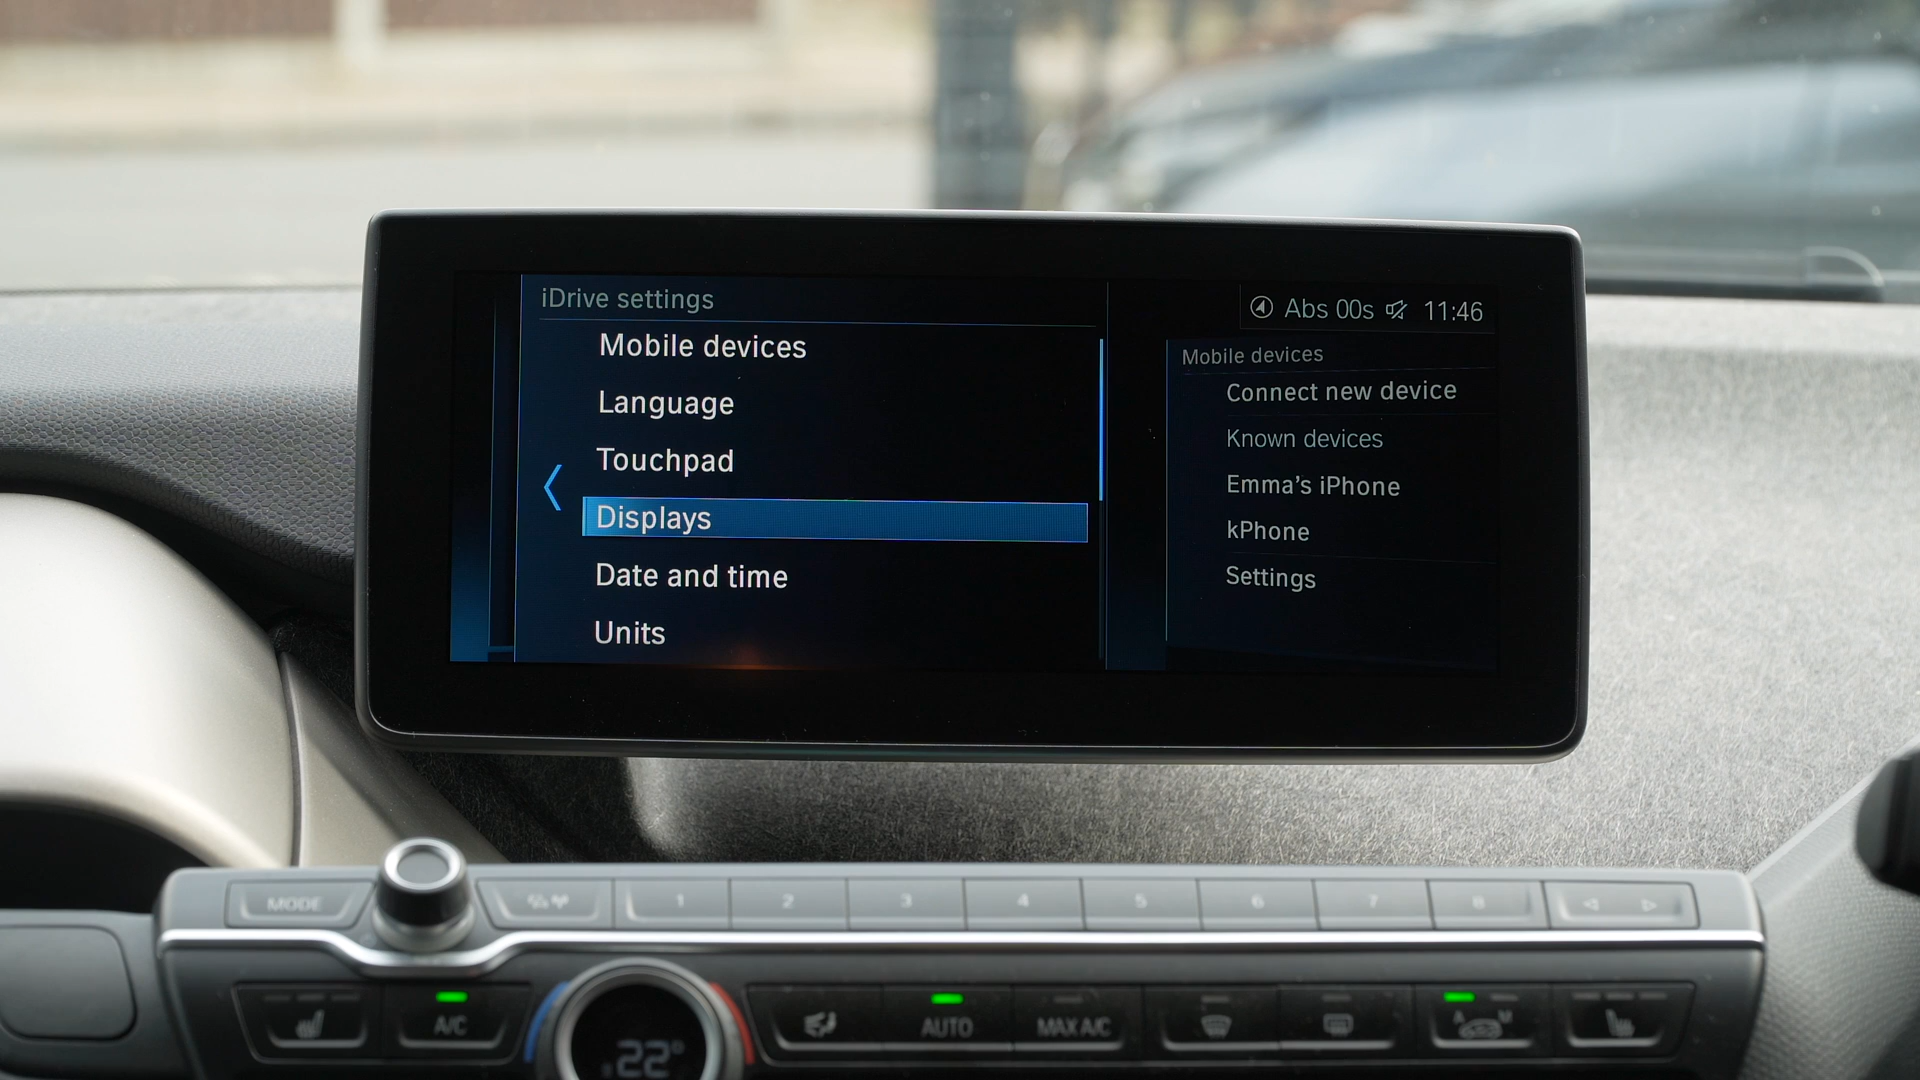 iDrive settings
Mobile devices
Language
Touchpad
Displays
Date and time
Units
Abs 00s 11:46
Mobile devices
Connect new device
Known devices
Emma's iPhone
kPhone
Settings
MODE
1 2 3 4 5 6 7 8
A/C
22°
AUTO
MAX A/C
A M